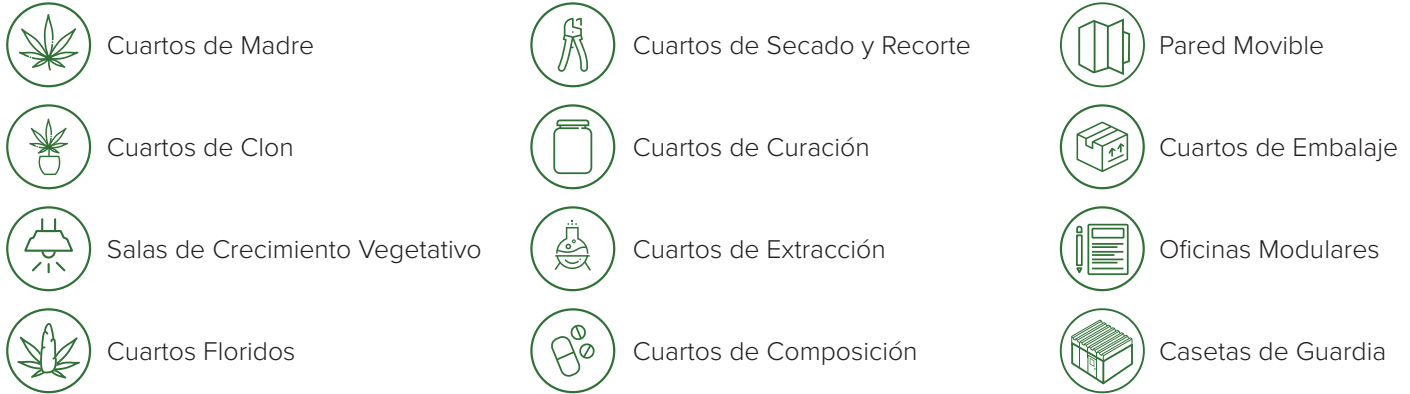 Cuartos de Madre
Cuartos de Clon
Salas de Crecimiento Vegetativo
Cuartos Floridos
Cuartos de Secado y Recorte
Cuartos de Curación
Cuartos de Extracción
Cuartos de Composición
Pared Movible
Cuartos de Embalaje
Oficinas Modulares
Casetas de Guardia